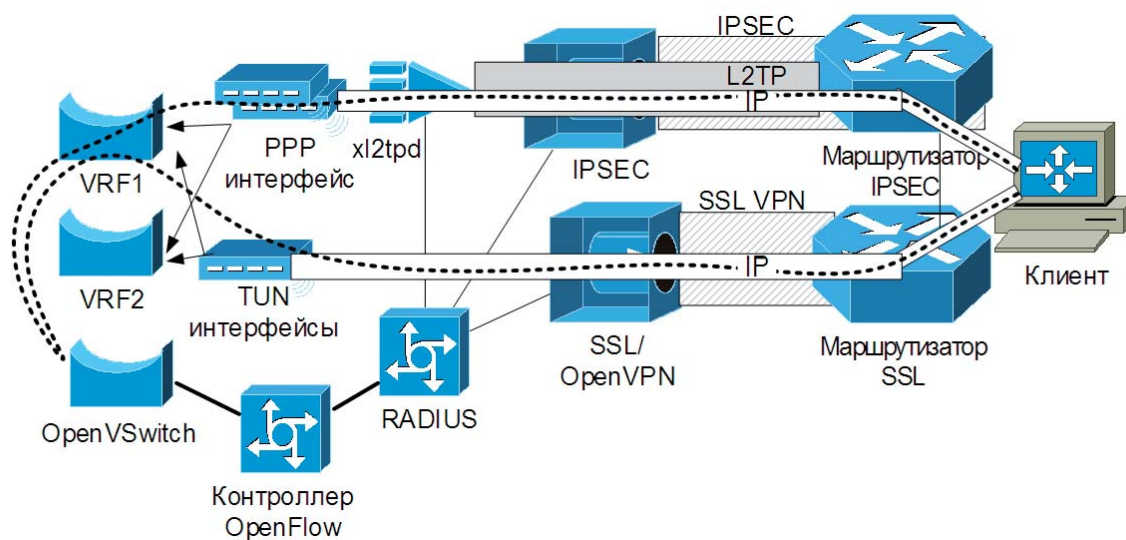 IPSEC
L2TP
IP
PPP
интерфейс
xl2tpd
IPSEC
Маршрутизатор
IPSEC
VRF1
SSL VPN
IP
Клиент
VRF2
TUN
интерфейсы
SSL/
OpenVPN
Маршрутизатор
SSL
RADIUS
OpenVSwitch
Контроллер
OpenFlow